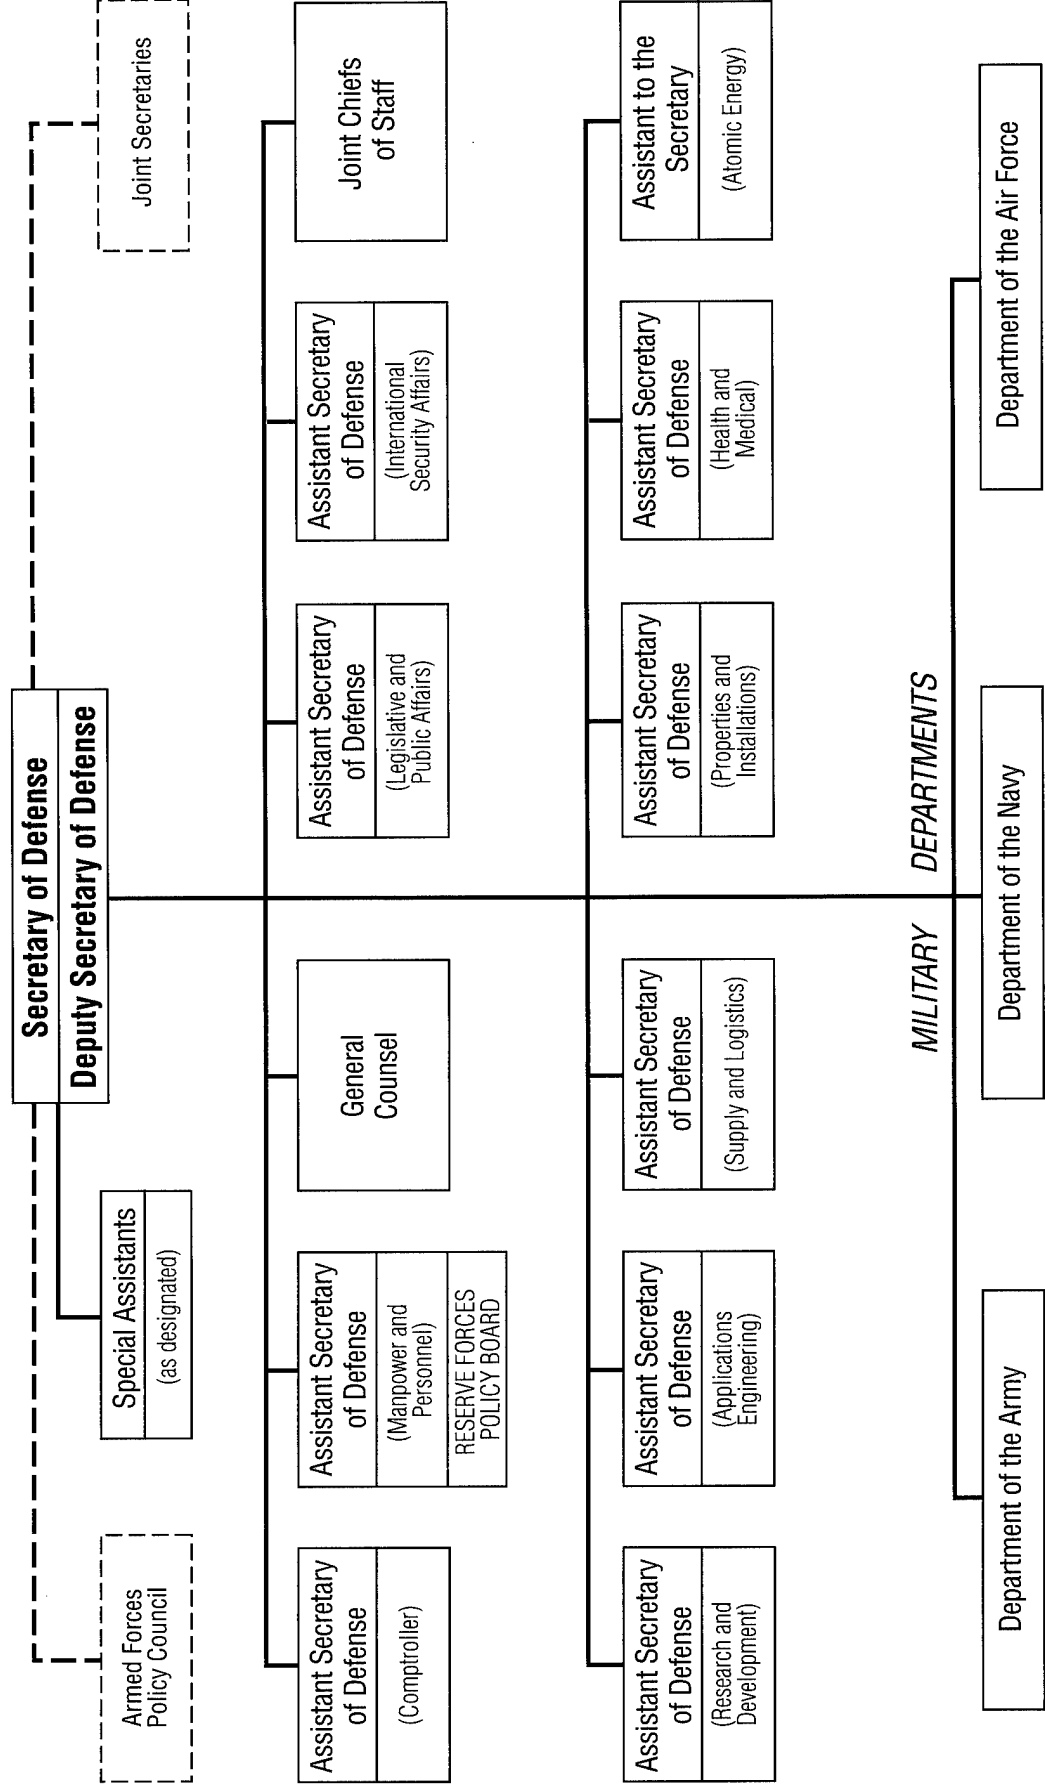 Secretary of Defense
Deputy Secretary of Defense
Armed Forces
Policy Council
Special Assistants
(as designated)
Joint Secretaries
Assistant Secretary
of Defense
(Comptroller)
Assistant Secretary
of Defense
(Manpower and
Personnel)
RESERVE FORCES
POLICY BOARD
General
Counsel
Assistant Secretary
of Defense
(Legislative and
Public Affairs)
Assistant Secretary
of Defense
(International
Security Affairs)
Joint Chiefs
of Staff
Assistant Secretary
of Defense
(Research and
Development)
Assistant Secretary
of Defense
(Applications
Engineering)
Assistant Secretary
of Defense
(Supply and Logistics)
Assistant Secretary
of Defense
(Properties and
Installations)
Assistant Secretary
of Defense
(Health and
Medical)
Assistant to the
Secretary
(Atomic Energy)
MILITARY DEPARTMENTS
Department of the Army
Department of the Navy
Department of the Air Force